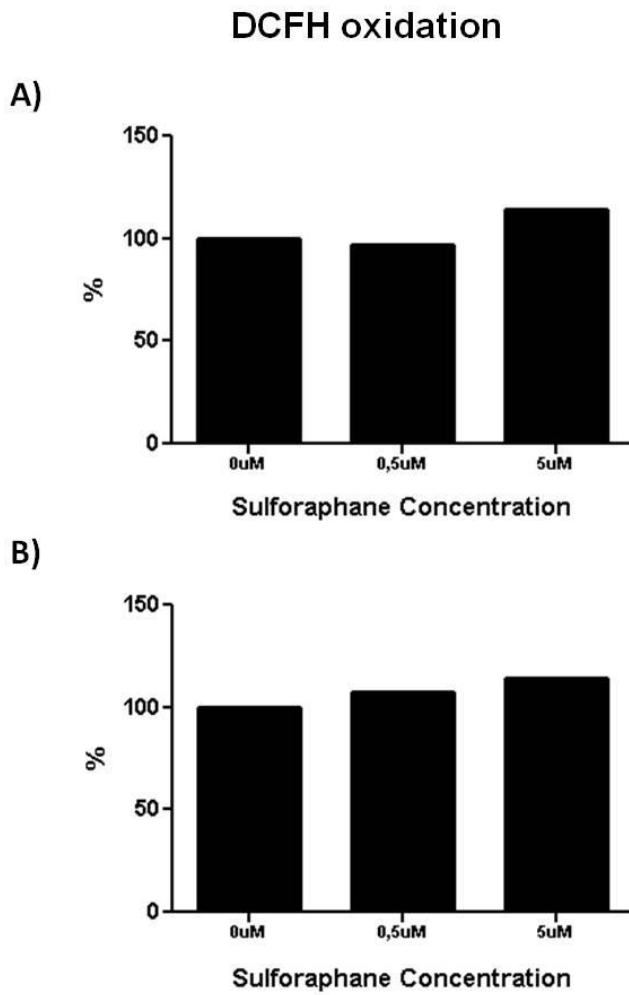 DCFH oxidation
A)
150
100
50
0
%
0uM 0,5uM 5uM
Sulforaphane Concentration
B)
150
100
50
0
%
0uM 0,5uM 5uM
Sulforaphane Concentration